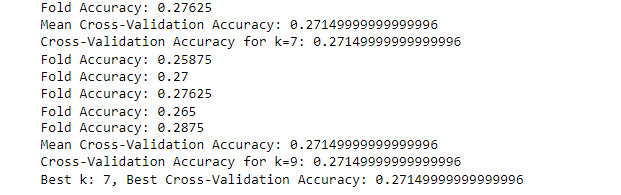 Fold Accuracy: 0.27625
Mean Cross-Validation Accuracy: 0.27149999999999996
Cross-Validation Accuracy for k=7: 0.27149999999999996
Fold Accuracy: 0.25875
Fold Accuracy: 0.27
Fold Accuracy: 0.27625
Fold Accuracy: 0.265
Fold Accuracy: 0.2875
Mean Cross-Validation Accuracy: 0.27149999999999996
Cross-Validation Accuracy for k=9: 0.27149999999999996
Best k: 7, Best Cross-Validation Accuracy: 0.27149999999999996